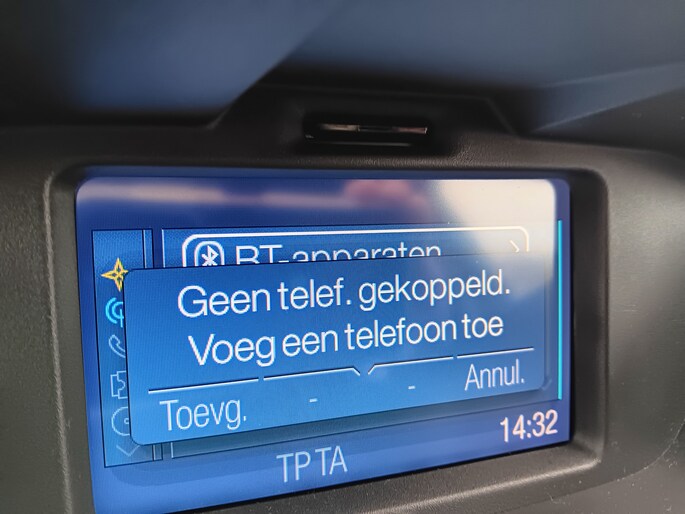 BT-apparaten
Geen telef. gekoppeld.
Voeg een telefoon toe
Toevg. - - Annul.
TP TA 14:32